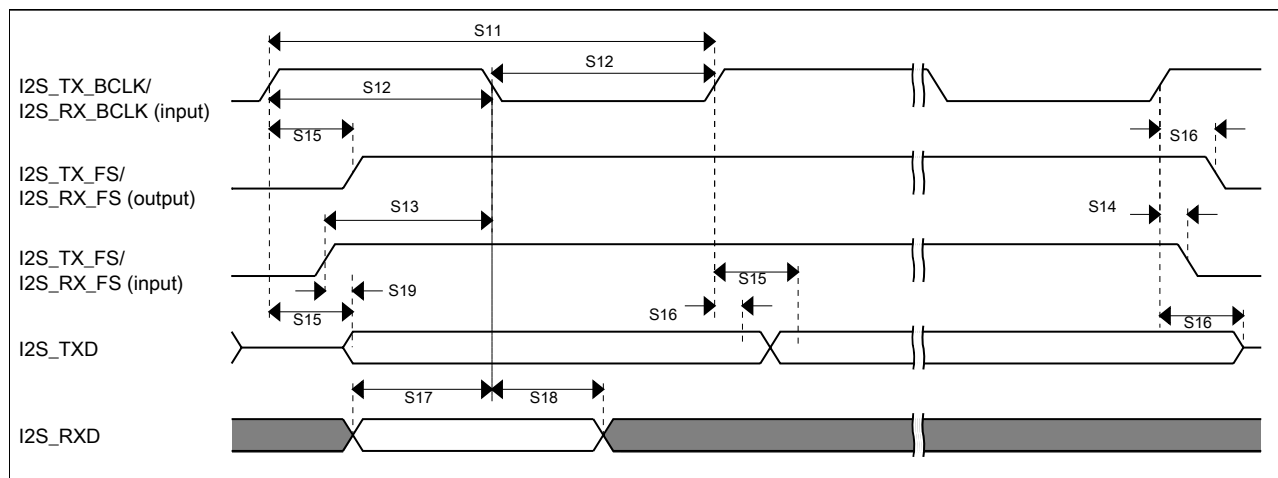 S11
S12
I2S_TX_BCLK/
I2S_RX_BCLK (input)
S12
S15
S16
I2S_TX_FS/
I2S_RX_FS (output)
S13
S14
I2S_TX_FS/
I2S_RX_FS (input)
S15
S19
S16
S15
S16
I2S_TXD
S17
S18
I2S_RXD